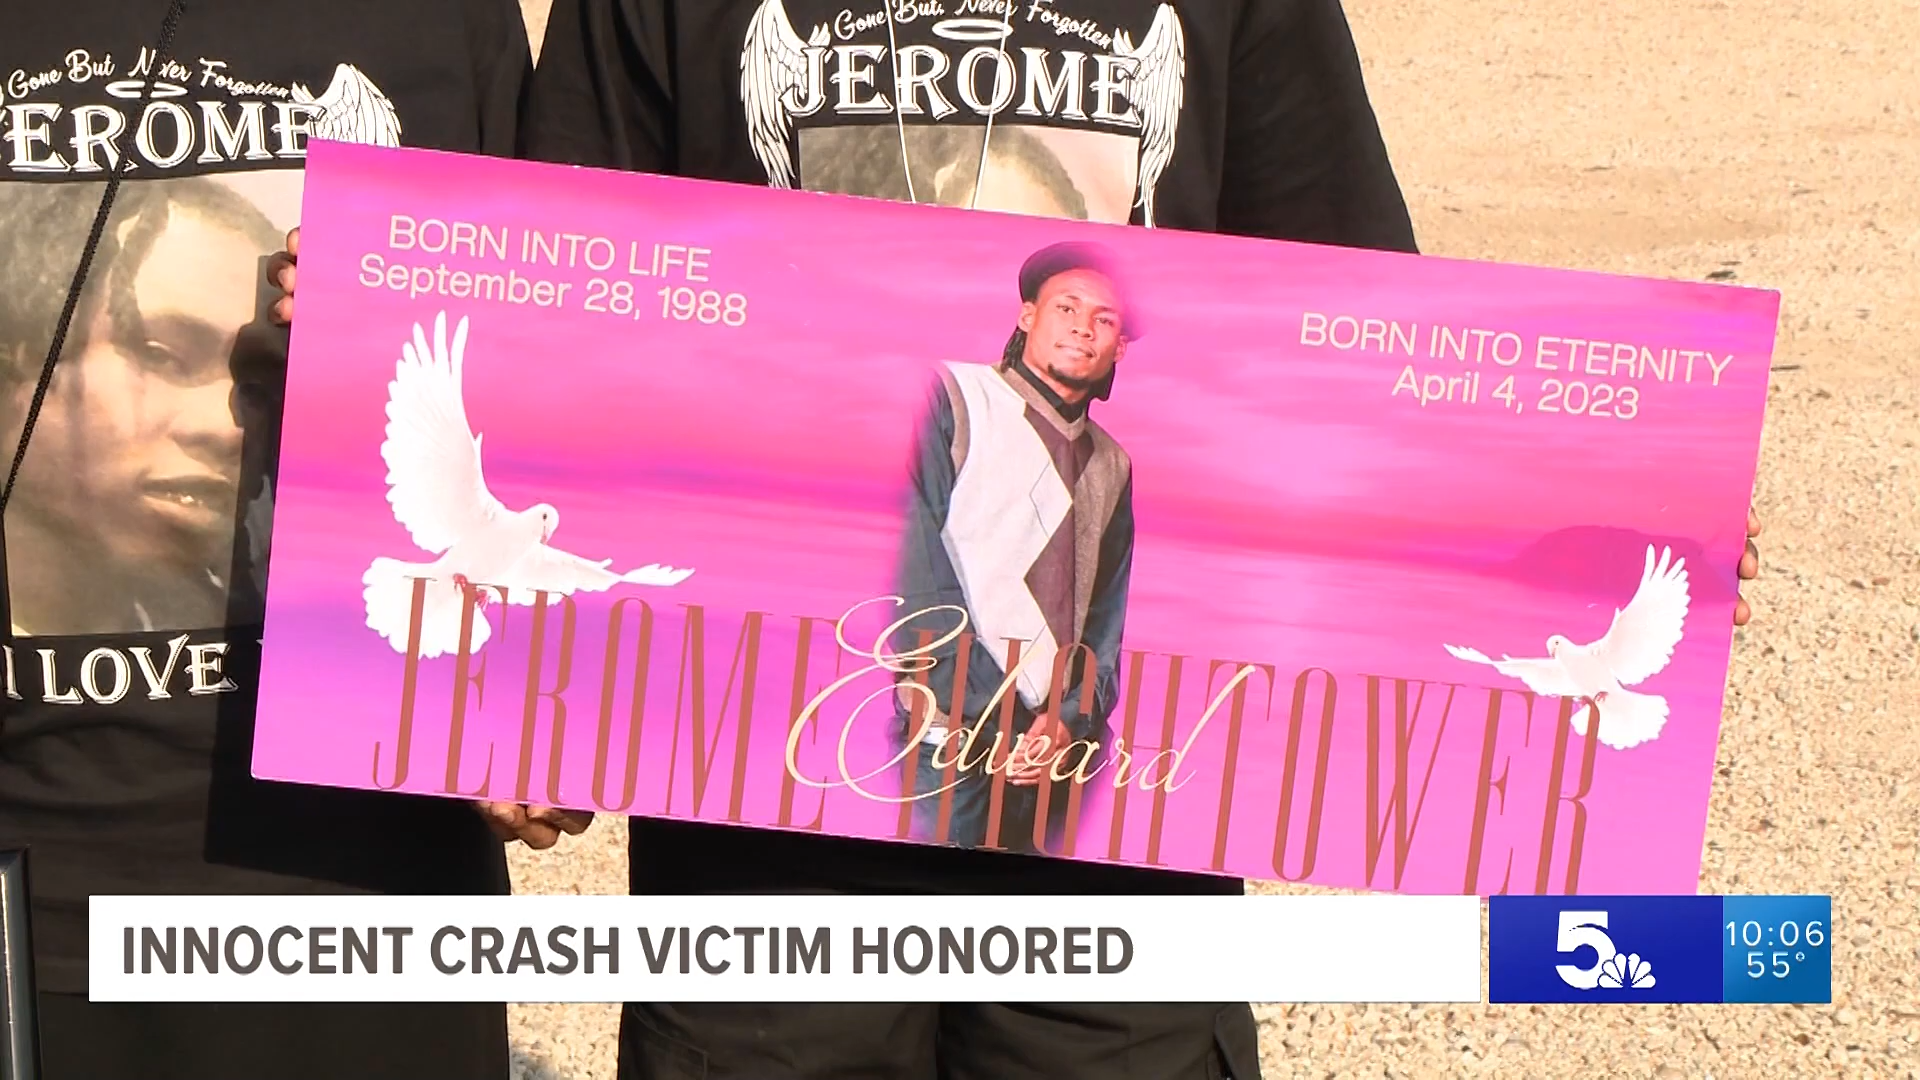 Gone But Never Forgotten
JEROME
Gone But Never Forgotten
JEROME
BORN INTO LIFE
September 28, 1988
BORN INTO ETERNITY
April 4, 2023
JEROME HIGHTOWER
Edward
I LOVE
INNOCENT CRASH VICTIM HONORED
5
10:06
55°